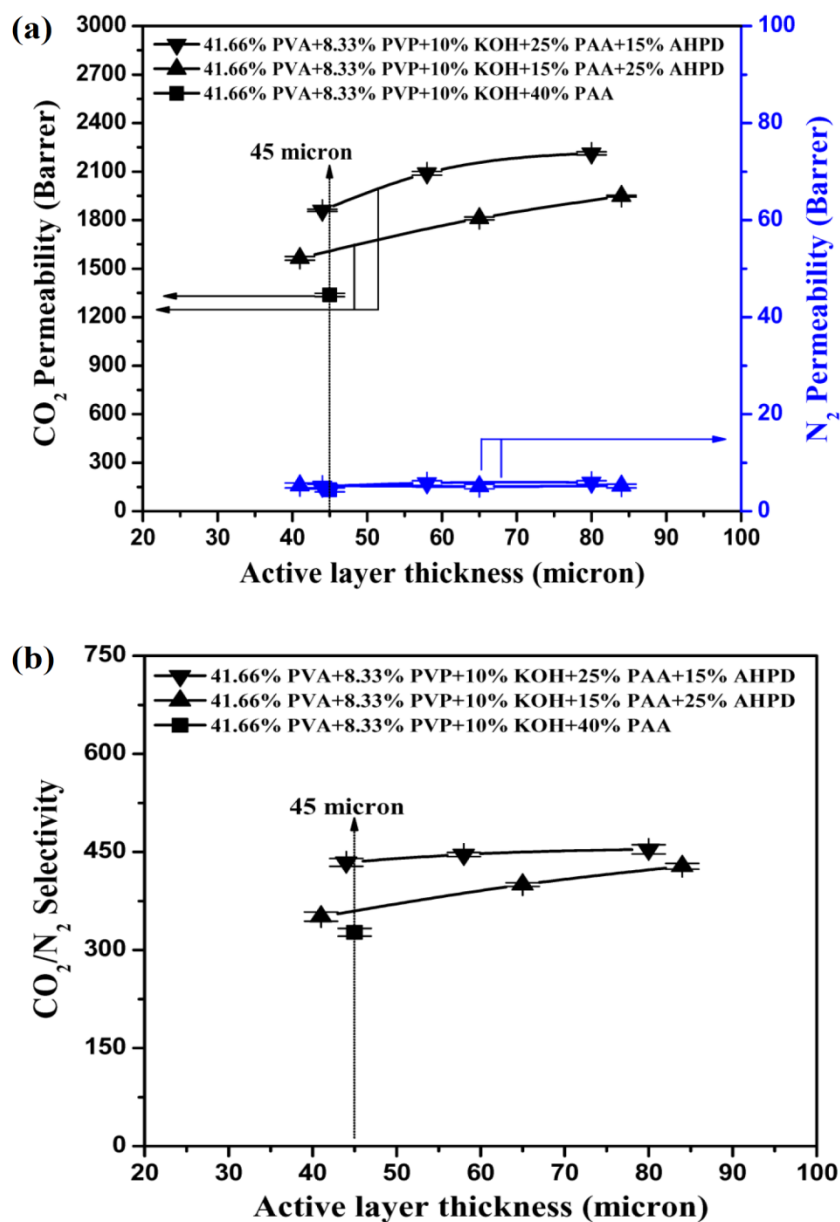 (a)
3000
2700
2400
2100
1800
1500
1200
900
600
300
0
CO₂ Permeability (Barrer)
41.66% PVA+8.33% PVP+10% KOH+25% PAA+15% AHPD
41.66% PVA+8.33% PVP+10% KOH+15% PAA+25% AHPD
41.66% PVA+8.33% PVP+10% KOH+40% PAA
45 micron
100
80
60
40
20
0
N₂ Permeability (Barrer)
20 30 40 50 60 70 80 90 100
Active layer thickness (micron)
(b)
750
600
450
300
150
0
CO₂/N₂ Selectivity
41.66% PVA+8.33% PVP+10% KOH+25% PAA+15% AHPD
41.66% PVA+8.33% PVP+10% KOH+15% PAA+25% AHPD
41.66% PVA+8.33% PVP+10% KOH+40% PAA
45 micron
20 30 40 50 60 70 80 90 100
Active layer thickness (micron)